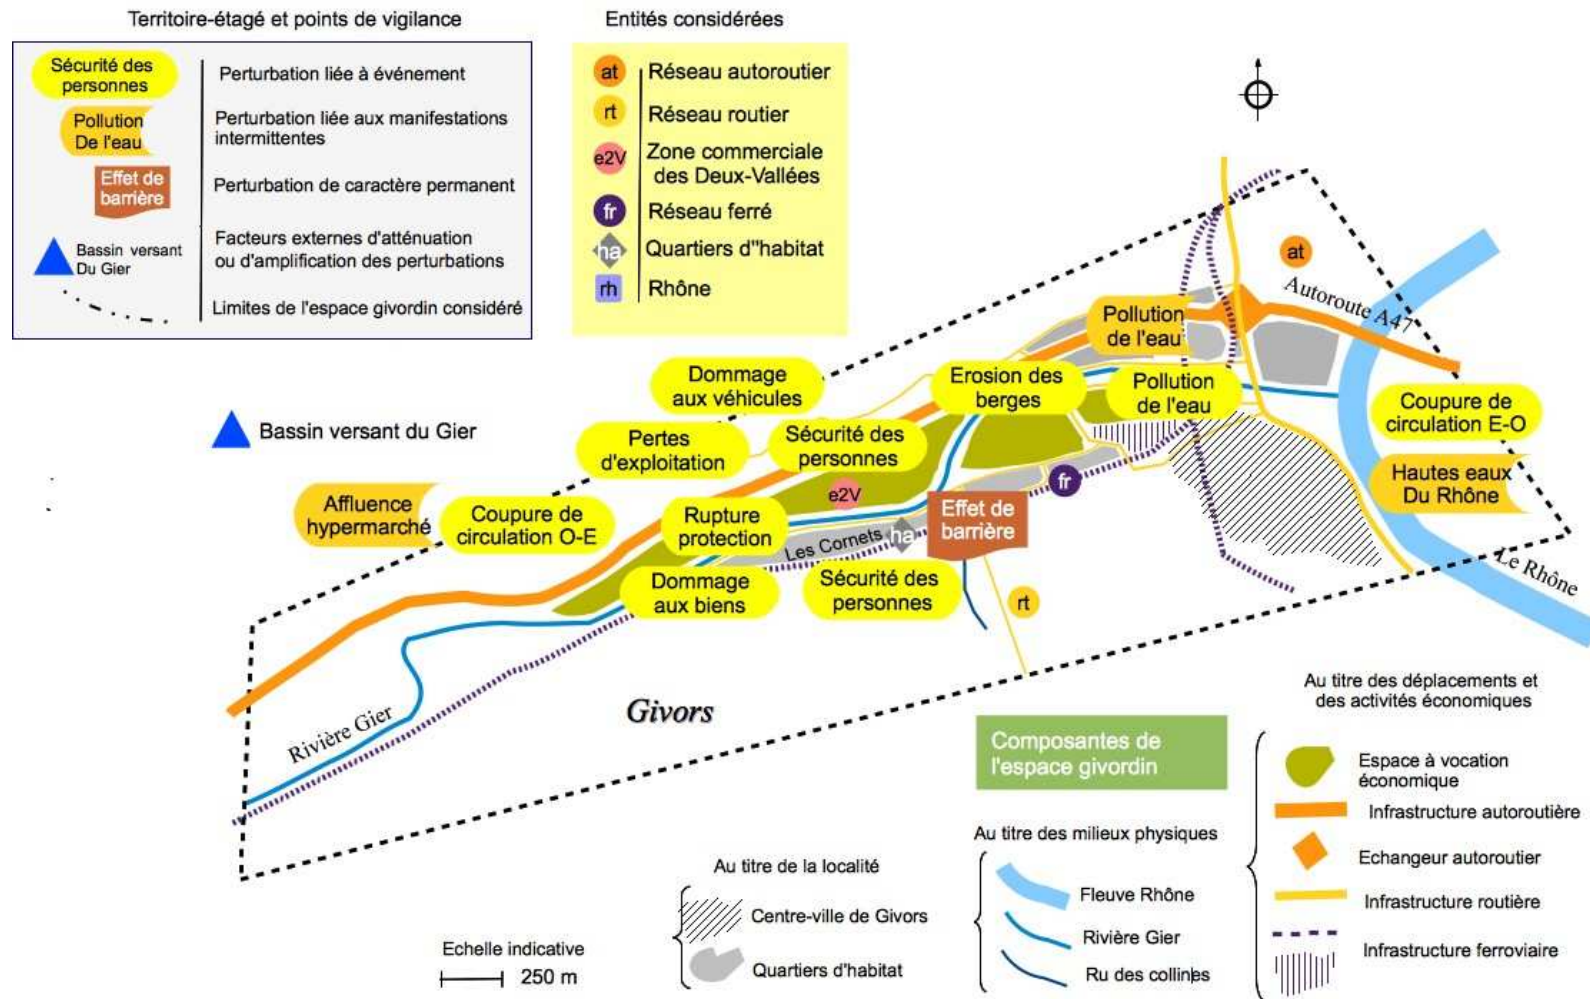 Territoire-étagé et points de vigilance
Sécurité des
personnes
Perturbation liée à événement
Pollution
De l'eau
Perturbation liée aux manifestations
intermittentes
Effet de
barrière
Perturbation de caractère permanent
Bassin versant
Du Gier
Facteurs externes d'atténuation
ou d'amplification des perturbations
Limites de l'espace givordin considéré
Entités considérées
at
Réseau autoroutier
rt
Réseau routier
e2V
Zone commerciale
des Deux-Vallées
fr
Réseau ferré
ha
Quartiers d''habitat
rh
Rhône
at
Autoroute A47
Pollution
de l'eau
Dommage
aux véhicules
Erosion des
berges
Pollution
de l'eau
Coupure de
circulation E-O
Bassin versant du Gier
Pertes
d'exploitation
Sécurité des
personnes
Hautes eaux
Du Rhône
fr
e2V
Affluence
hypermarché
Coupure de
circulation O-E
Rupture
protection
Effet de
barrière
Les Cornets
ha
Le Rhône
Dommage
aux biens
Sécurité des
personnes
rt
Rivière Gier
Givors
Composantes de
l'espace givordin
Au titre de la localité
Centre-ville de Givors
Quartiers d'habitat
Au titre des milieux physiques
Fleuve Rhône
Rivière Gier
Ru des collines
Au titre des déplacements et
des activités économiques
Espace à vocation
économique
Infrastructure autoroutière
Echangeur autoroutier
Infrastructure routière
Infrastructure ferroviaire
Echelle indicative
250 m